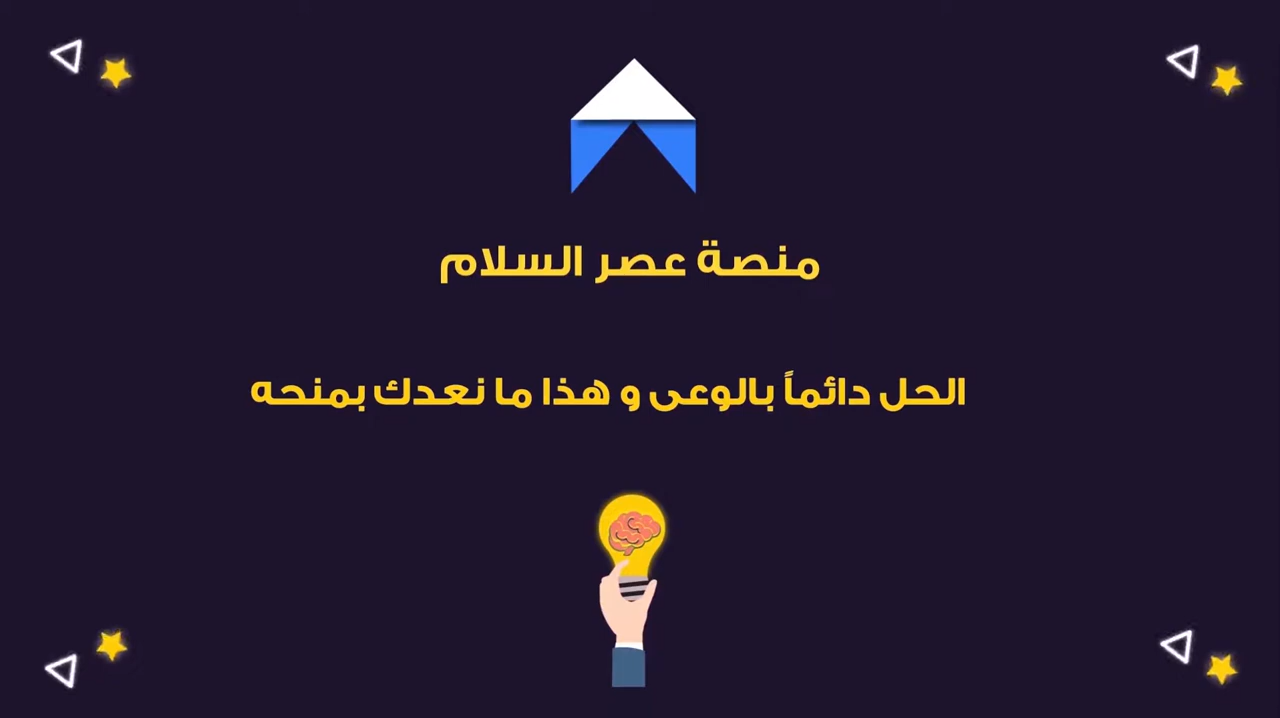 منصة عصر السلام
الحل دائماً بالوعى و هذا ما نعدك بمنحه